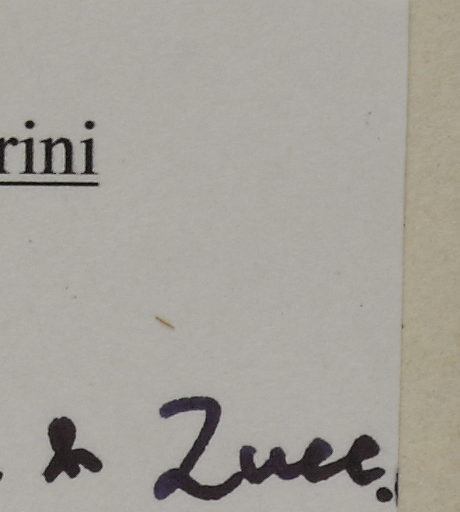 rini
. & Zucc.